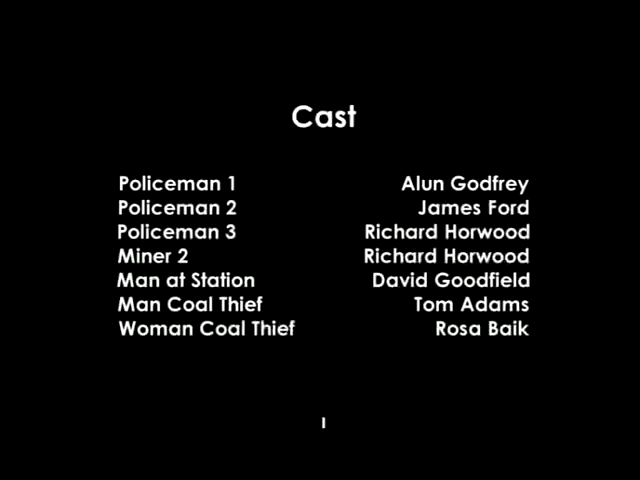 Cast
Policeman 1 Alun Godfrey
Policeman 2 James Ford
Policeman 3 Richard Horwood
Miner 2 Richard Horwood
Man at Station David Goodfield
Man Coal Thief Tom Adams
Woman Coal Thief Rosa Baik